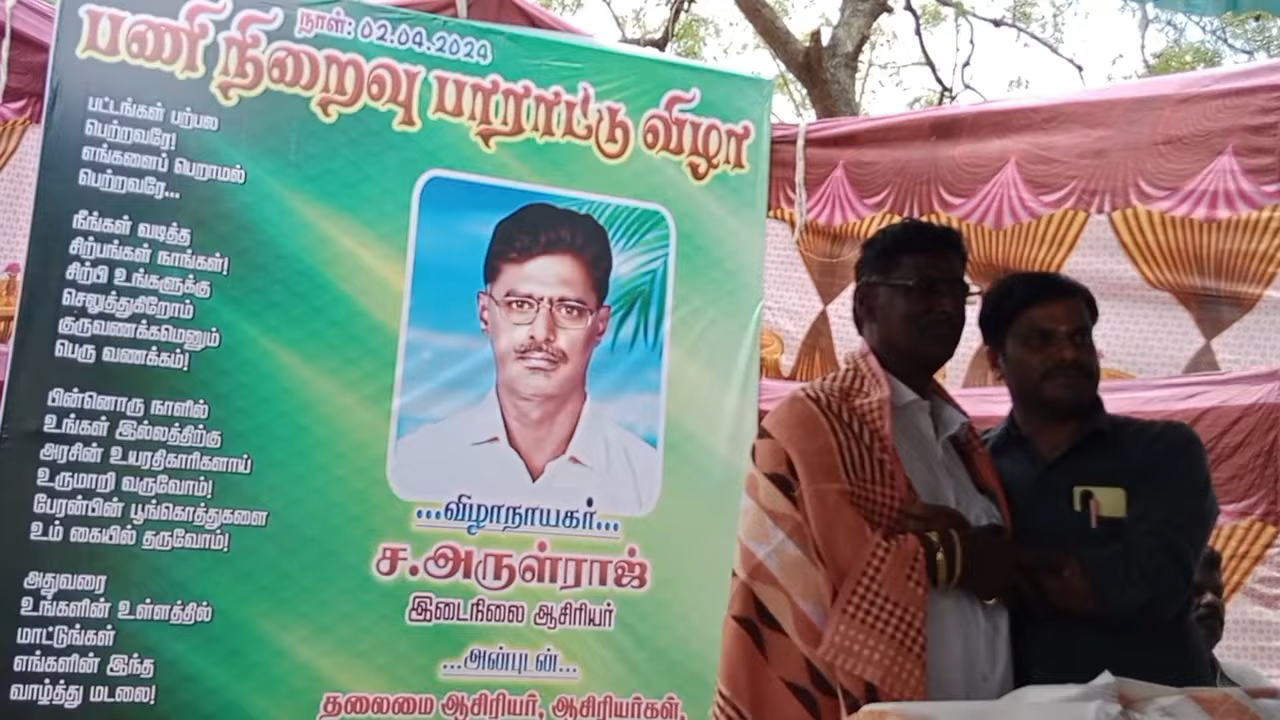 நாள்: 02.04.2024
பணி நிறைவு பாராட்டு விழா
பட்டங்கள் பற்பல
பெற்றவரே!
எங்களைப் பெறாமல்
பெற்றவரே...
நீங்கள் வடித்த
சிற்பங்கள் நாங்கள்!
சிற்பி உங்களுக்கு
செலுத்துகிறோம்
குருவணக்கமெனும்
பெரு வணக்கம்!
பின்னொரு நாளில்
உங்கள் இல்லத்திற்கு
அரசின் உயரதிகாரிகளாய்
உருமாறி வருவோம்!
பேரன்பின் பூங்கொத்துகளை
உம் கையில் தருவோம்!
அதுவரை
உங்களின் உள்ளத்தில்
மாட்டுங்கள்
எங்களின் இந்த
வாழ்த்து மடலை!
...விழாநாயகர்...
ச.அருள்ராஜ்
இடைநிலை ஆசிரியர்
...அன்புடன்...
தலைமை ஆசிரியர், ஆசிரியர்கள்,